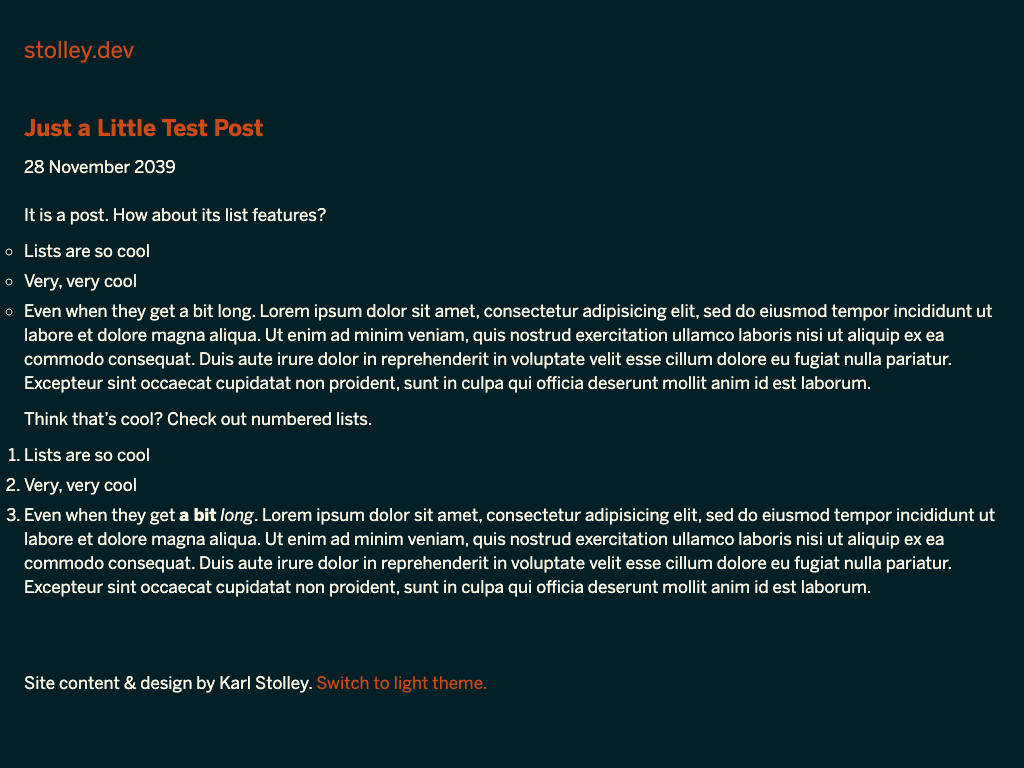 stolley.dev
Just a Little Test Post
28 November 2039
It is a post. How about its list features?
Lists are so cool
Very, very cool
Even when they get a bit long. Lorem ipsum dolor sit amet, consectetur adipisicing elit, sed do eiusmod tempor incididunt ut
labore et dolore magna aliqua. Ut enim ad minim veniam, quis nostrud exercitation ullamco laboris nisi ut aliquip ex ea
commodo consequat. Duis aute irure dolor in reprehenderit in voluptate velit esse cillum dolore eu fugiat nulla pariatur.
Excepteur sint occaecat cupidatat non proident, sunt in culpa qui officia deserunt mollit anim id est laborum.
Think that’s cool? Check out numbered lists.
1. Lists are so cool
2. Very, very cool
3. Even when they get a bit long. Lorem ipsum dolor sit amet, consectetur adipisicing elit, sed do eiusmod tempor incididunt ut
labore et dolore magna aliqua. Ut enim ad minim veniam, quis nostrud exercitation ullamco laboris nisi ut aliquip ex ea
commodo consequat. Duis aute irure dolor in reprehenderit in voluptate velit esse cillum dolore eu fugiat nulla pariatur.
Excepteur sint occaecat cupidatat non proident, sunt in culpa qui officia deserunt mollit anim id est laborum.
Site content & design by Karl Stolley. Switch to light theme.